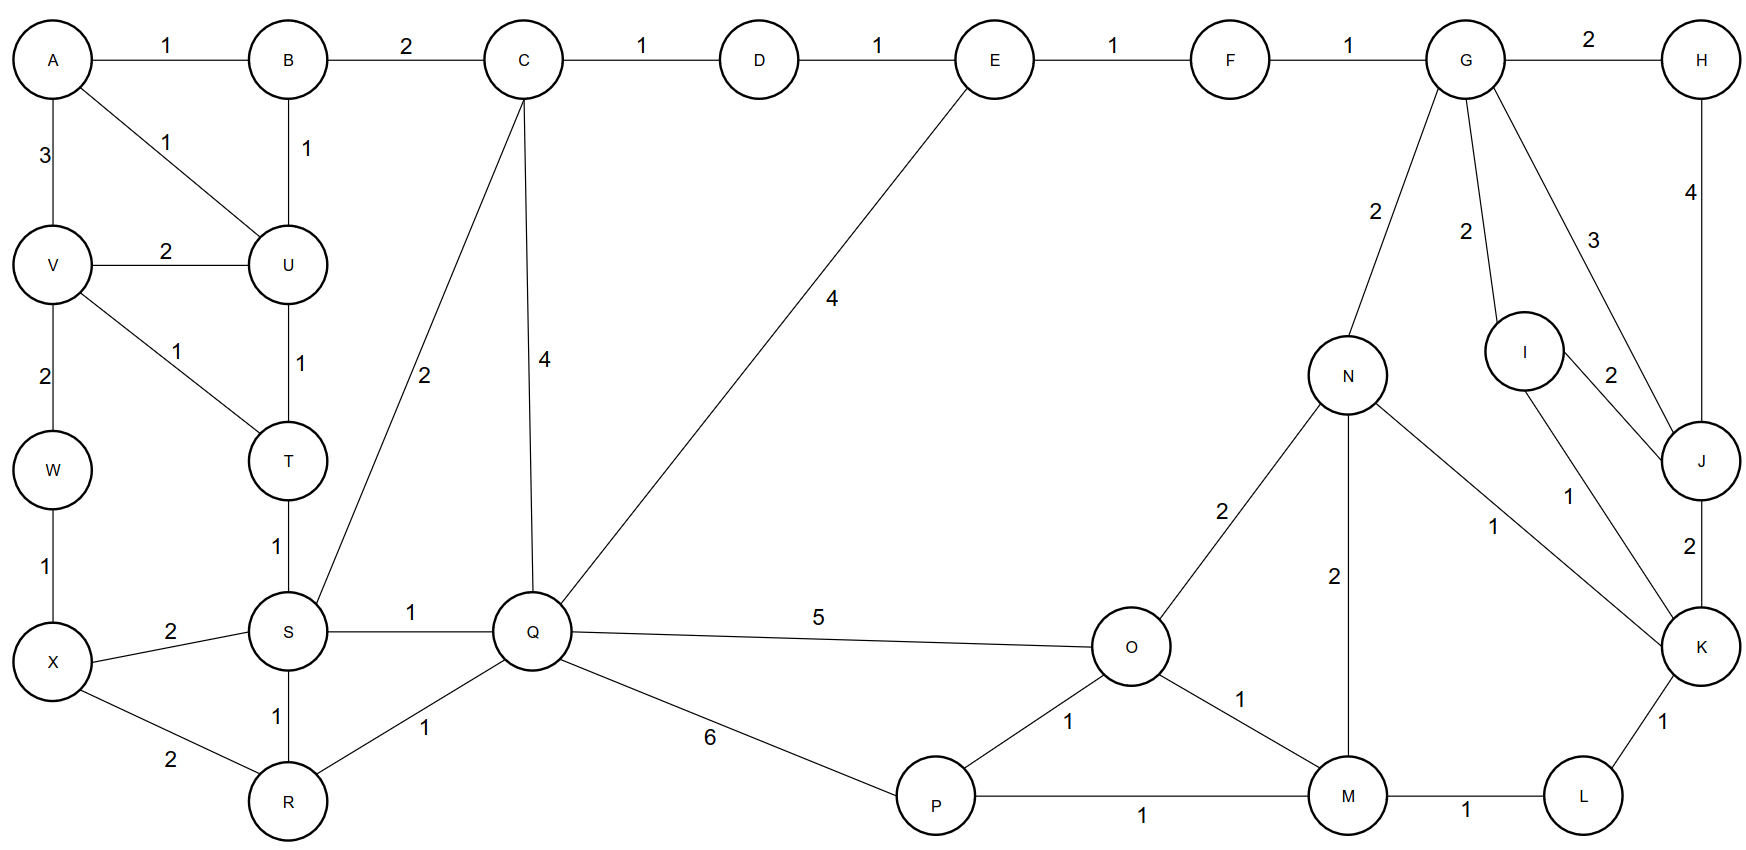 A 1 B 2 C 1 D 1 E 1 F 1 G 2 H
1 1
3
4
2 2 3
V 2 U
4
1 1 4 I
2 2 N 2
W
1
2 1
1 1 2 2
S 1 Q 5 O K
X 2
1 1 1 1
2 1 6
R P 1 M 1 L